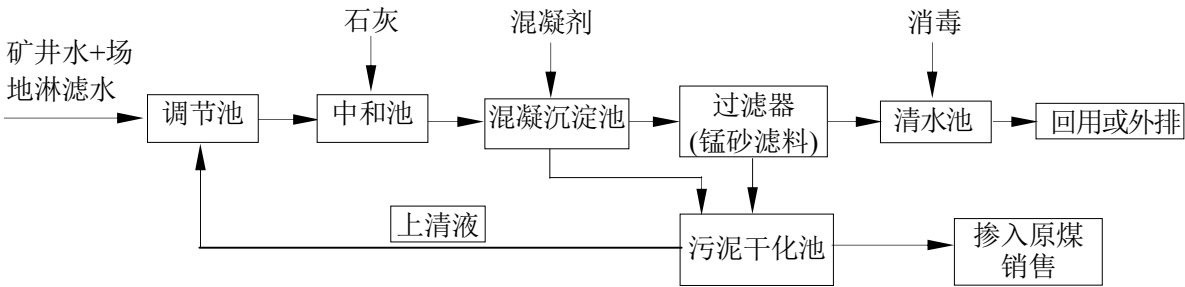 石灰
混凝剂
消毒
矿井水+场
地淋滤水
调节池
中和池
混凝沉淀池
过滤器
(锰砂滤料)
清水池
回用或外排
上清液
污泥干化池
掺入原煤
销售